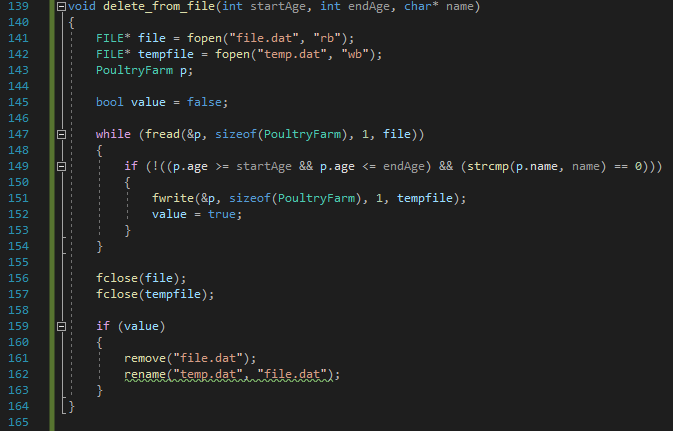 139 void delete_from_file(int startAge, int endAge, char* name)
140 {
141 FILE* file = fopen("file.dat", "rb");
142 FILE* tempfile = fopen("temp.dat", "wb");
143 PoultryFarm p;
144
145 bool value = false;
146
147 while (fread(&p, sizeof(PoultryFarm), 1, file))
148 {
149 if (!((p.age >= startAge && p.age <= endAge) && (strcmp(p.name, name) == 0)))
150 {
151 fwrite(&p, sizeof(PoultryFarm), 1, tempfile);
152 value = true;
153 }
154 }
155
156 fclose(file);
157 fclose(tempfile);
158
159 if (value)
160 {
161 remove("file.dat");
162 rename("temp.dat", "file.dat");
163 }
164 }
165